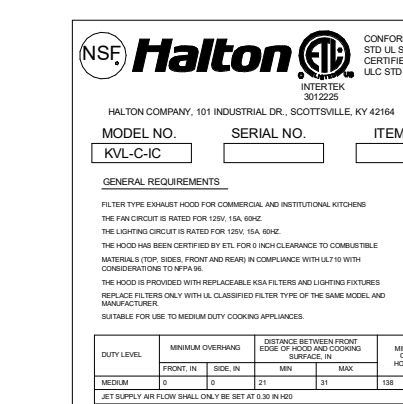 NSF
Halton
ETL
LISTED
US
CONFOR
STD UL S
CERTIFIE
ULC STD
INTERTEK
3012225
HALTON COMPANY, 101 INDUSTRIAL DR., SCOTTSVILLE, KY 42164
MODEL NO. SERIAL NO. ITEM
KVL-C-IC
GENERAL REQUIREMENTS
FILTER TYPE EXHAUST HOOD FOR COMMERCIAL AND INSTITUTIONAL KITCHENS
THE FAN CIRCUIT IS RATED FOR 125V, 15A, 60HZ.
THE LIGHTING CIRCUIT IS RATED FOR 125V, 15A, 60HZ.
THE HOOD HAS BEEN CERTIFIED BY ETL FOR 0 INCH CLEARANCE TO COMBUSTIBLE
MATERIALS (TOP, SIDES, FRONT AND REAR) IN COMPLIANCE WITH UL710 WITH
CONSIDERATIONS TO NFPA 96.
THE HOOD IS PROVIDED WITH REPLACEABLE KSA FILTERS AND LIGHTING FIXTURES
REPLACE FILTERS ONLY WITH UL CLASSIFIED FILTER TYPE OF THE SAME MODEL AND
MANUFACTURER.
SUITABLE FOR USE TO MEDIUM DUTY COOKING APPLIANCES.
DUTY LEVEL MINIMUM OVERHANG DISTANCE BETWEEN FRONT
EDGE OF HOOD AND COOKING
SURFACE, IN
MI
HO
FRONT, IN SIDE, IN MIN MAX
MEDIUM 0 0 21 31 138
JET SUPPLY AIR FLOW SHALL ONLY BE SET AT 0.30 IN H20